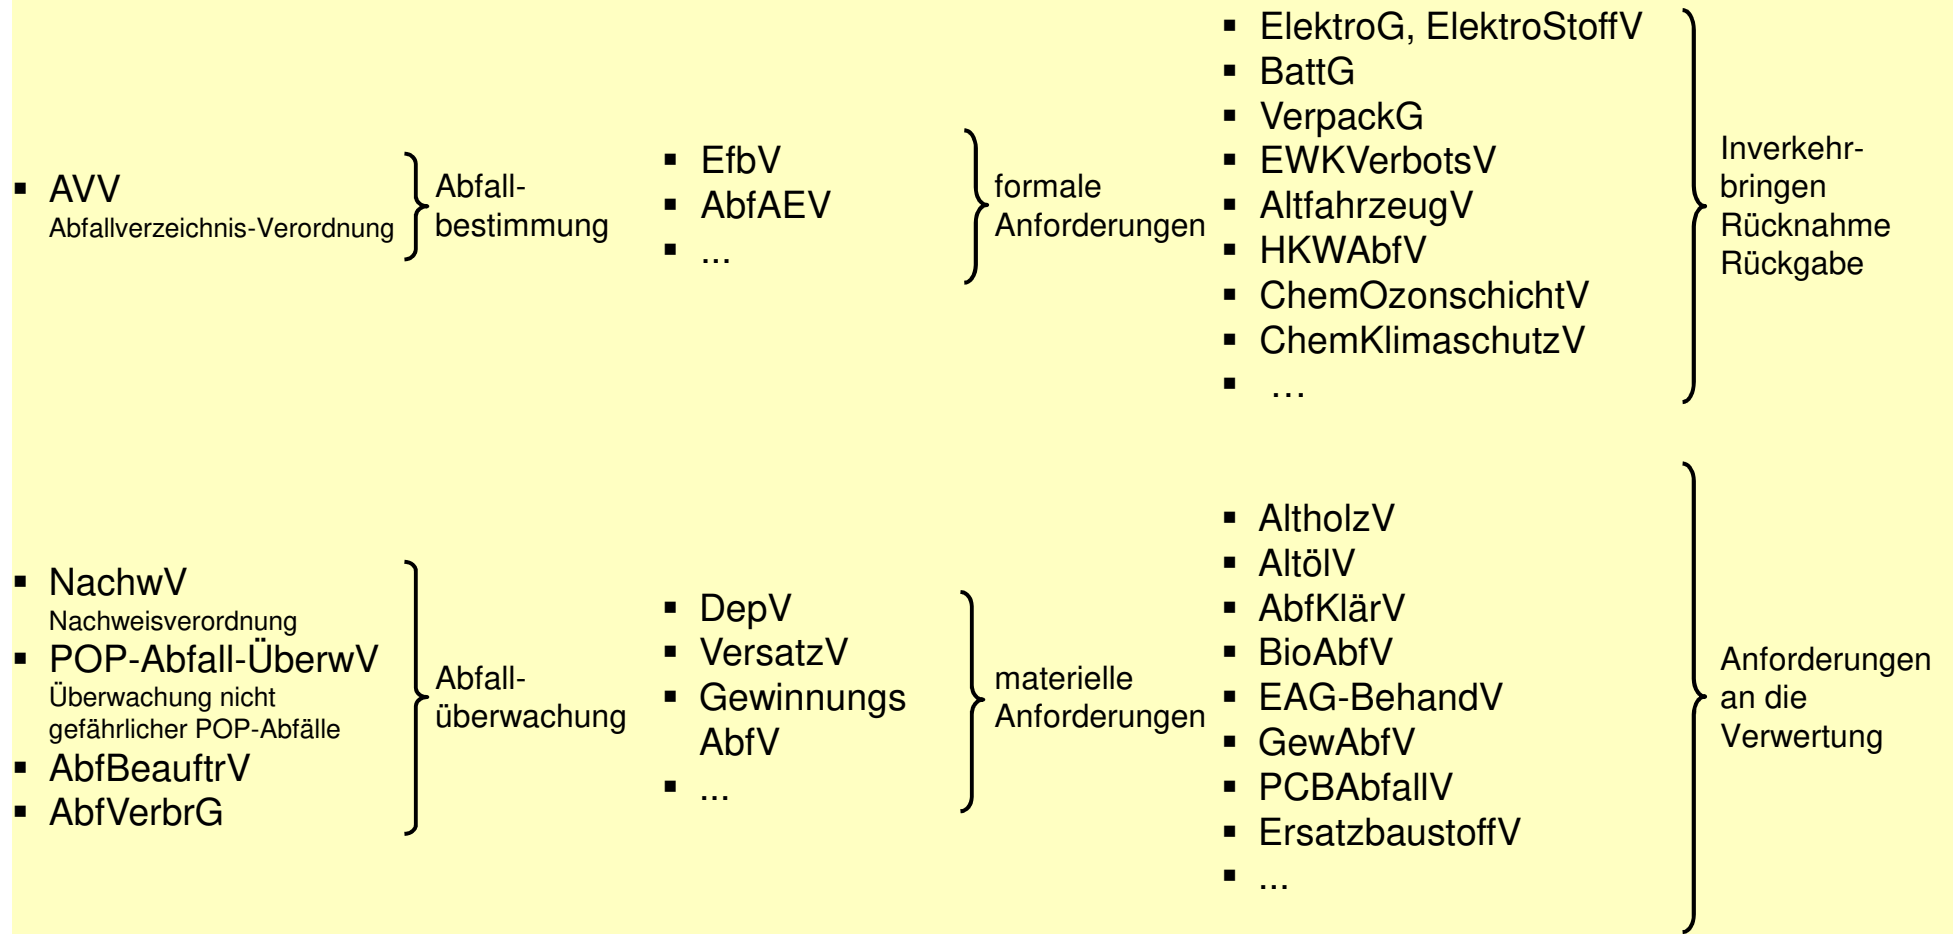 AVV
Abfallverzeichnis-Verordnung
Abfall-
bestimmung
EfbV
AbfAEV
...
formale
Anforderungen
ElektroG, ElektroStoffV
BattG
VerpackG
EWKVerbotsV
AltfahrzeugV
HKWAbfV
ChemOzonschichtV
ChemKlimaschutzV
...
Inverkehr-
bringen
Rücknahme
Rückgabe
NachwV
Nachweisverordnung
POP-Abfall-ÜberwV
Überwachung nicht
gefährlicher POP-Abfälle
AbfBeauftrV
AbfVerbrG
Abfall-
überwachung
DepV
VersatzV
Gewinnungs
AbfV
...
materielle
Anforderungen
AltholzV
AltölV
AbfKlärV
BioAbfV
EAG-BehandV
GewAbfV
PCBAbfallV
ErsatzbaustoffV
...
Anforderungen
an die
Verwertung